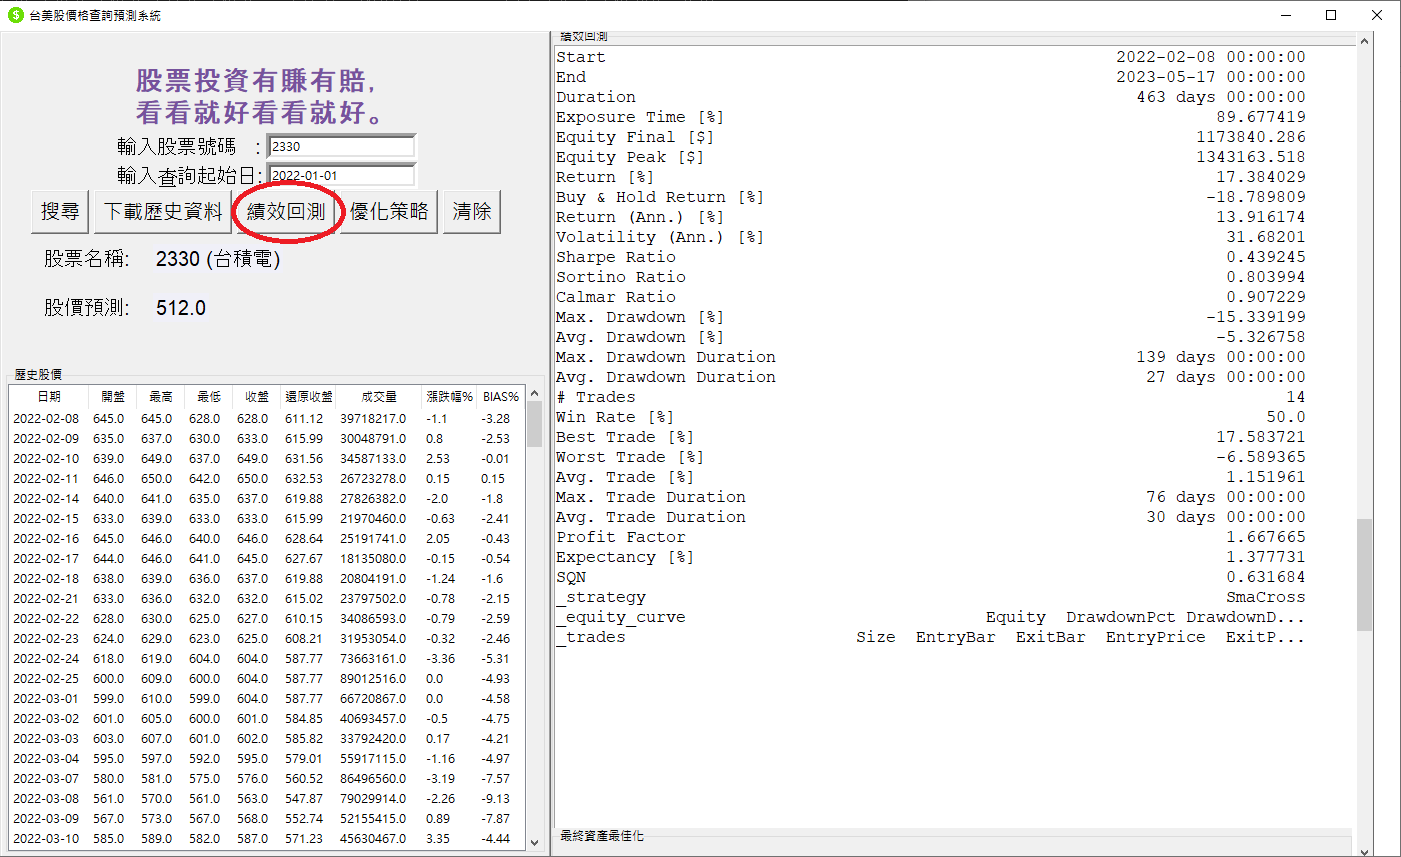 台美股價格查詢預測系統
股票投資有賺有賠,
看看就好看看就好。
輸入股票號碼 : 2330
輸入查詢起始日: 2022-01-01
搜尋 下載歷史資料 績效回測 優化策略 清除
股票名稱: 2330 (台積電)
股價預測: 512.0
歷史股價
日期 開盤 最高 最低 收盤 還原收盤 成交量 漲跌幅% BIAS%
2022-02-08 645.0 645.0 628.0 628.0 611.12 39718217.0 -1.1 -3.28
2022-02-09 635.0 637.0 630.0 633.0 615.99 30048791.0 0.8 -2.53
2022-02-10 639.0 649.0 637.0 649.0 631.56 34587133.0 2.53 -0.01
2022-02-11 646.0 650.0 642.0 650.0 632.53 26723278.0 0.15 0.15
2022-02-14 640.0 641.0 635.0 637.0 619.88 27826382.0 -2.0 -1.8
2022-02-15 633.0 639.0 633.0 633.0 615.99 21970460.0 -0.63 -2.41
2022-02-16 645.0 646.0 640.0 646.0 628.64 25191741.0 2.05 -0.43
2022-02-17 644.0 646.0 641.0 645.0 627.67 18135080.0 -0.15 -0.54
2022-02-18 638.0 639.0 636.0 637.0 619.88 20804191.0 -1.24 -1.6
2022-02-21 633.0 636.0 632.0 632.0 615.02 23797502.0 -0.78 -2.15
2022-02-22 628.0 630.0 625.0 627.0 610.15 34086593.0 -0.79 -2.59
2022-02-23 624.0 629.0 623.0 625.0 608.21 31953054.0 -0.32 -2.46
2022-02-24 618.0 619.0 604.0 604.0 587.77 73663161.0 -3.36 -5.31
2022-02-25 600.0 609.0 600.0 604.0 587.77 89012516.0 0.0 -4.93
2022-03-01 599.0 610.0 599.0 604.0 587.77 66720867.0 0.0 -4.58
2022-03-02 601.0 605.0 600.0 601.0 584.85 40693457.0 -0.5 -4.75
2022-03-03 603.0 607.0 601.0 602.0 585.82 33792420.0 0.17 -4.21
2022-03-04 595.0 597.0 592.0 595.0 579.01 55917115.0 -1.16 -4.97
2022-03-07 580.0 581.0 575.0 576.0 560.52 86496560.0 -3.19 -7.57
2022-03-08 561.0 570.0 561.0 563.0 547.87 79029914.0 -2.26 -9.13
2022-03-09 567.0 573.0 567.0 568.0 552.74 52155415.0 0.89 -7.87
2022-03-10 585.0 589.0 582.0 587.0 571.23 45630467.0 3.35 -4.44
績效回測
Start 2022-02-08 00:00:00
End 2023-05-17 00:00:00
Duration 463 days 00:00:00
Exposure Time [%] 89.677419
Equity Final [$] 1173840.286
Equity Peak [$] 1343163.518
Return [%] 17.384029
Buy & Hold Return [%] -18.789809
Return (Ann.) [%] 13.916174
Volatility (Ann.) [%] 31.68201
Sharpe Ratio 0.439245
Sortino Ratio 0.803994
Calmar Ratio 0.907229
Max. Drawdown [%] -15.339199
Avg. Drawdown [%] -5.326758
Max. Drawdown Duration 139 days 00:00:00
Avg. Drawdown Duration 27 days 00:00:00
# Trades 14
Win Rate [%] 50.0
Best Trade [%] 17.583721
Worst Trade [%] -6.589365
Avg. Trade [%] 1.151961
Max. Trade Duration 76 days 00:00:00
Avg. Trade Duration 30 days 00:00:00
Profit Factor 1.667665
Expectancy [%] 1.377731
SQN 0.631684
_strategy SmaCross
_equity_curve Equity DrawdownPct DrawdownD...
_trades Size EntryBar ExitBar EntryPrice ExitP...
最終資產最佳化